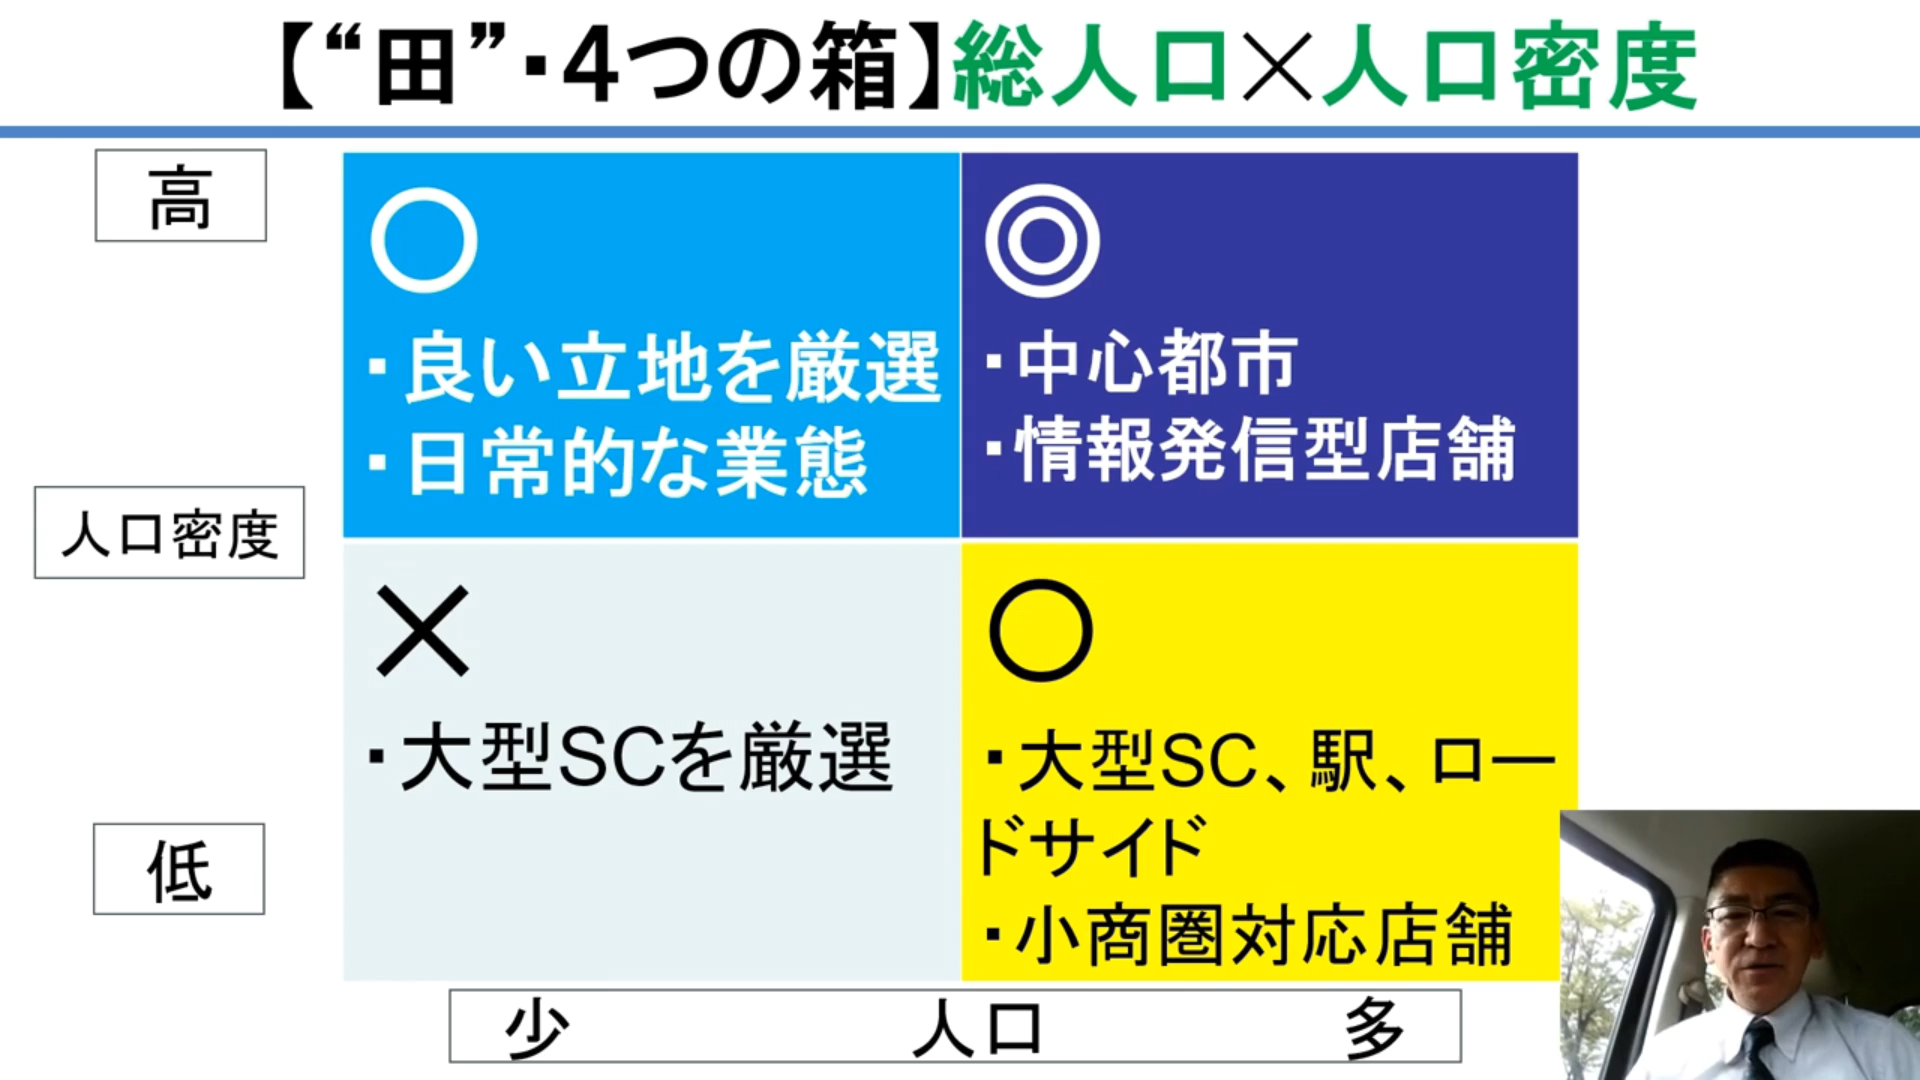 【“田”・4つの箱】総人口×人口密度
高
人口密度
低
○
・良い立地を厳選
・日常的な業態
◎
・中心都市
・情報発信型店舗
×
・大型SCを厳選
○
・大型SC、駅、ロー
ドサイド
・小商圏対応店舗
少 人口 多